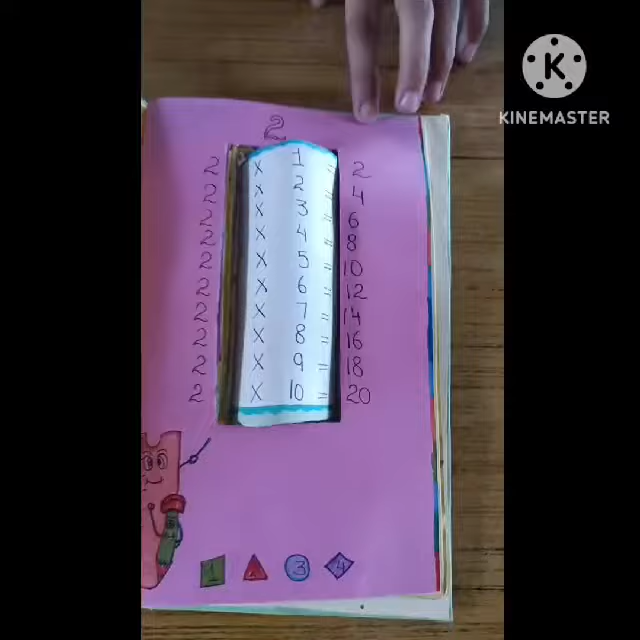 K
KINEMASTER
2
2 X 1 = 2
2 X 2 = 4
2 X 3 = 6
2 X 4 = 8
2 X 5 = 10
2 X 6 = 12
2 X 7 = 14
2 X 8 = 16
2 X 9 = 18
2 X 10 = 20
1 3 4